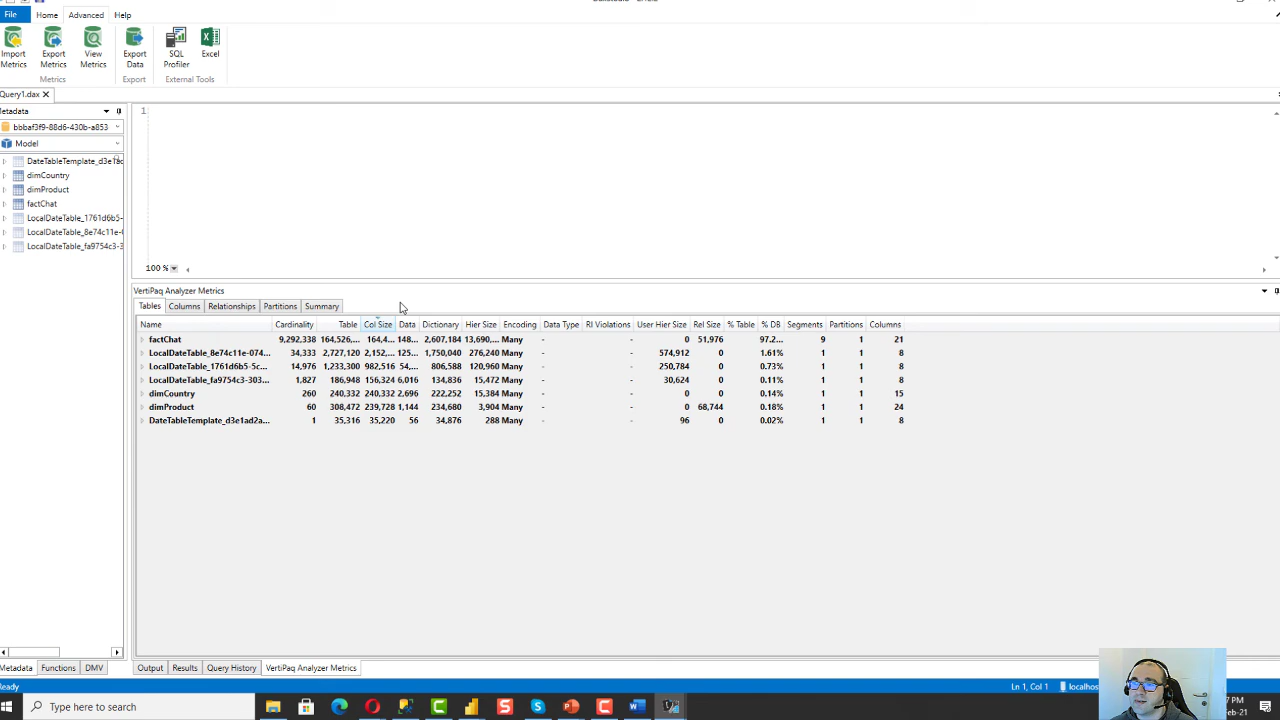 File Home Advanced Help
Import Metrics
Export Metrics
View Metrics
Export Data
SQL Profiler
Excel
Metrics Export External Tools
Query1.dax
Metadata
bbbaf3f9-88d6-430b-a853
Model
dimCountry
dimProduct
factChat
LocalDateTable_1761d6b5-
LocalDateTable_8e74c11e-
LocalDateTable_fa9754c3-
1
100 %
VertiPaq Analyzer Metrics
Tables Columns Relationships Partitions Summary
Name Cardinality Table Col Size Data Dictionary Hier Size Encoding Data Type RI Violations User Hier Size Rel Size % Table % DB Segments Partitions Columns
factChat 9,292,338 164,526,... 164,4... 148... 2,607,184 13,690,... Many - - 0 51,976 97.2... 9 1 21
LocalDateTable_8e74c11e-074... 34,333 2,727,120 2,152,... 125... 1,750,040 276,240 Many - - 574,912 0 1.61% 1 1 8
LocalDateTable_1761d6b5-5c... 14,976 1,233,300 982,516 54,... 806,588 120,960 Many - - 250,784 0 0.73% 1 1 8
LocalDateTable_fa9754c3-303... 1,827 186,948 156,324 6,016 134,836 15,472 Many - - 30,624 0 0.11% 1 1 8
dimCountry 260 240,332 240,332 2,696 222,252 15,384 Many - - 0 0 0.14% 1 1 15
dimProduct 60 308,472 239,728 1,144 234,680 3,904 Many - - 0 68,744 0.18% 1 1 24
DateTableTemplate_d3e1ad2a... 1 35,316 35,220 56 34,876 288 Many - - 96 0 0.02% 1 1 8
Metadata Functions DMV
Output Results Query History VertiPaq Analyzer Metrics
Ready
Ln 1, Col 1
Type here to search